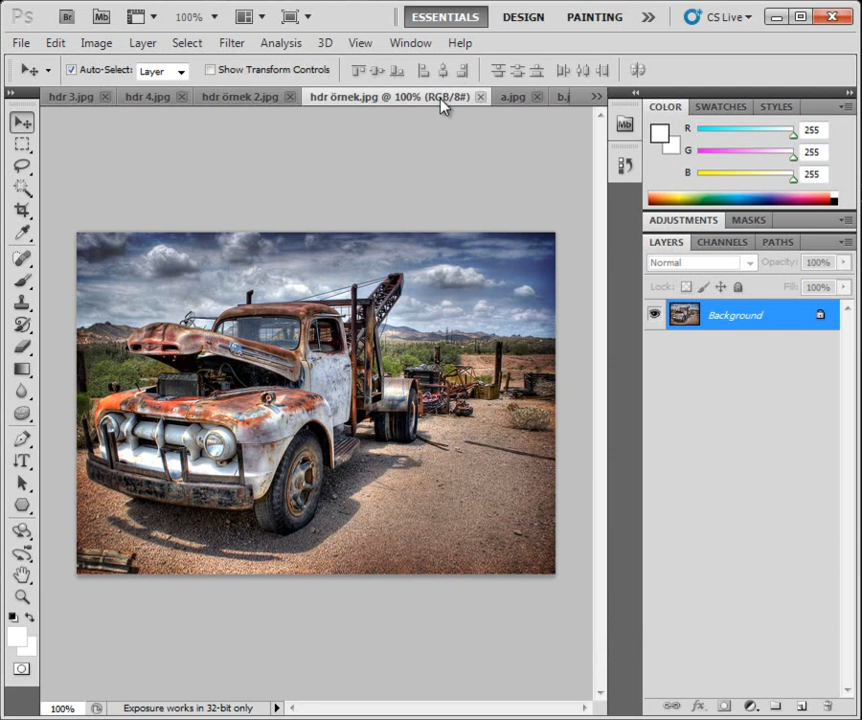 Ps Br Mb 100% ESSENTIALS DESIGN PAINTING CS Live
File Edit Image Layer Select Filter Analysis 3D View Window Help
Auto-Select: Layer Show Transform Controls
hdr 3.jpg hdr 4.jpg hdr örnek 2.jpg hdr örnek.jpg @ 100% (RGB/8#) a.jpg b.j
COLOR SWATCHES STYLES
Mb
R 255
G 255
B 255
ADJUSTMENTS MASKS
LAYERS CHANNELS PATHS
Normal Opacity: 100%
Lock: Fill: 100%
Background
100% Exposure works in 32-bit only